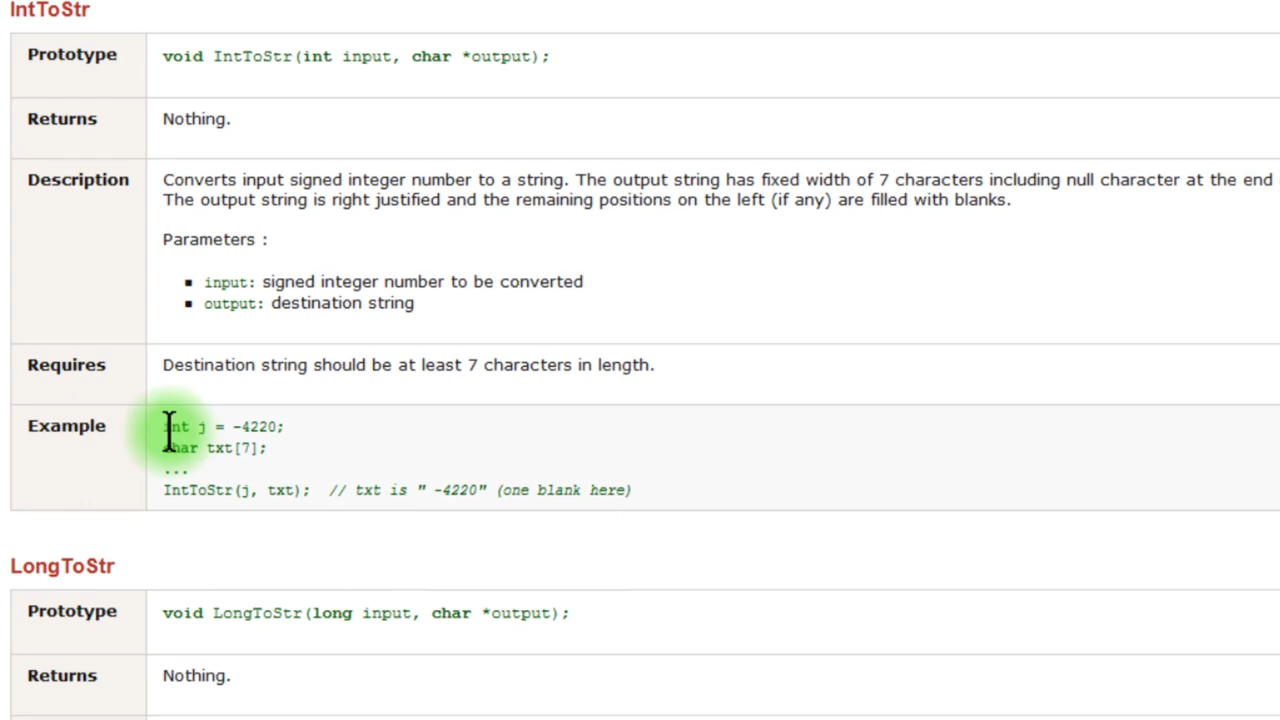 IntToStr
Prototype
void IntToStr(int input, char *output);
Returns
Nothing.
Description
Converts input signed integer number to a string. The output string has fixed width of 7 characters including null character at the end
The output string is right justified and the remaining positions on the left (if any) are filled with blanks.
Parameters :
input: signed integer number to be converted
output: destination string
Requires
Destination string should be at least 7 characters in length.
Example
int j = -4220;
char txt[7];
...
IntToStr(j, txt);  // txt is " -4220" (one blank here)
LongToStr
Prototype
void LongToStr(long input, char *output);
Returns
Nothing.